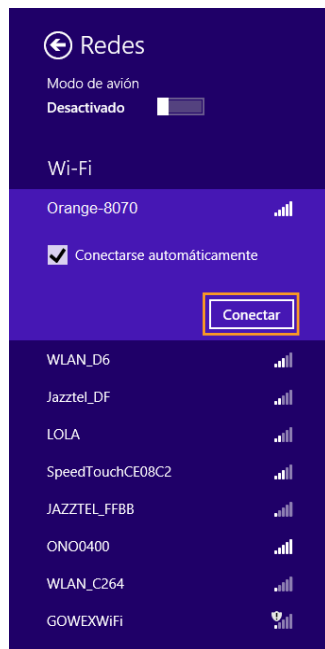 Redes
Modo de avión
Desactivado
Wi-Fi
Orange-8070
Conectarse automáticamente
Conectar
WLAN_D6
Jazztel_DF
LOLA
SpeedTouchCE08C2
JAZZTEL_FFBB
ONO0400
WLAN_C264
GOWEXWiFi